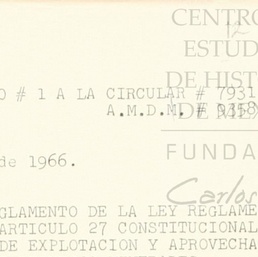 CENTRO
ESTUD
DE HIST
O # 1 A LA CIRCULAR # 7931
A.M.D.M. # 9358
FUNDA
de 1966.
Carlos
GLAMENTO DE LA LEY REGLAME
ARTICULO 27 CONSTITUCIONAL
DE EXPLOTACION Y APROVECHA